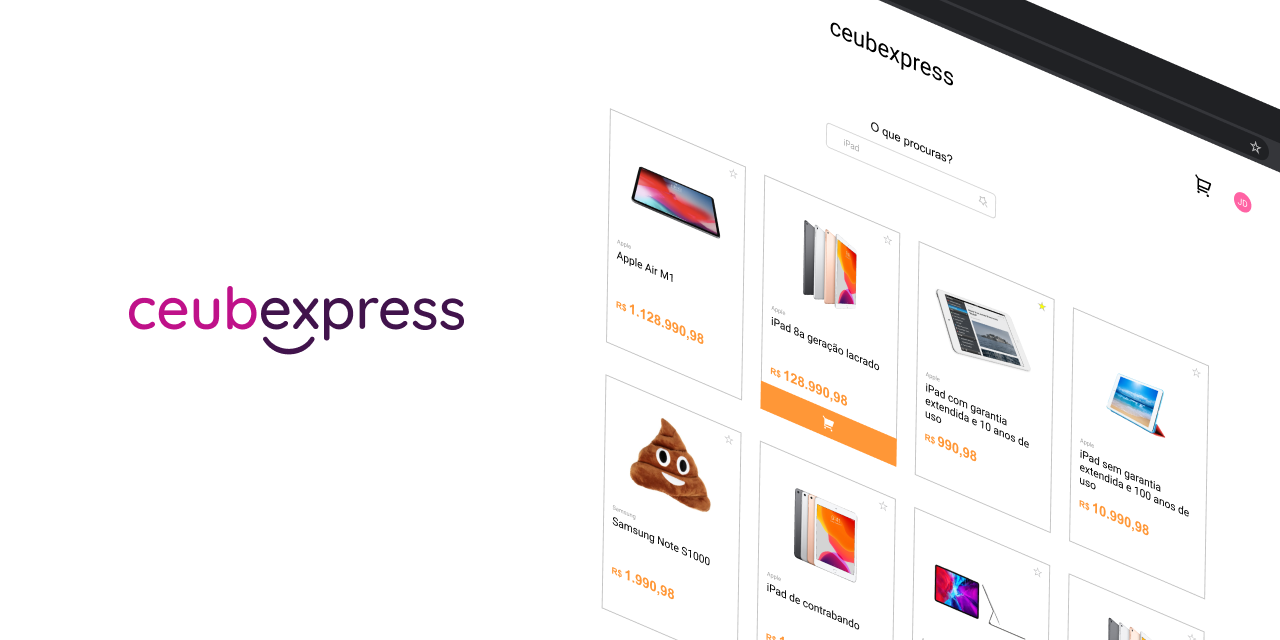 ceubexpress
ceubexpress
O que procuras?
iPad
JD
Apple
Apple Air M1
R$ 1.128.990,98
Apple
iPad 8a geração lacrado
R$ 128.990,98
Apple
iPad com garantia
extendida e 10 anos de
uso
R$ 990,98
Apple
iPad sem garantia
extendida e 100 anos de
uso
R$ 10.990,98
Samsung
Samsung Note S1000
R$ 1.990,98
Apple
iPad de contrabando
R$